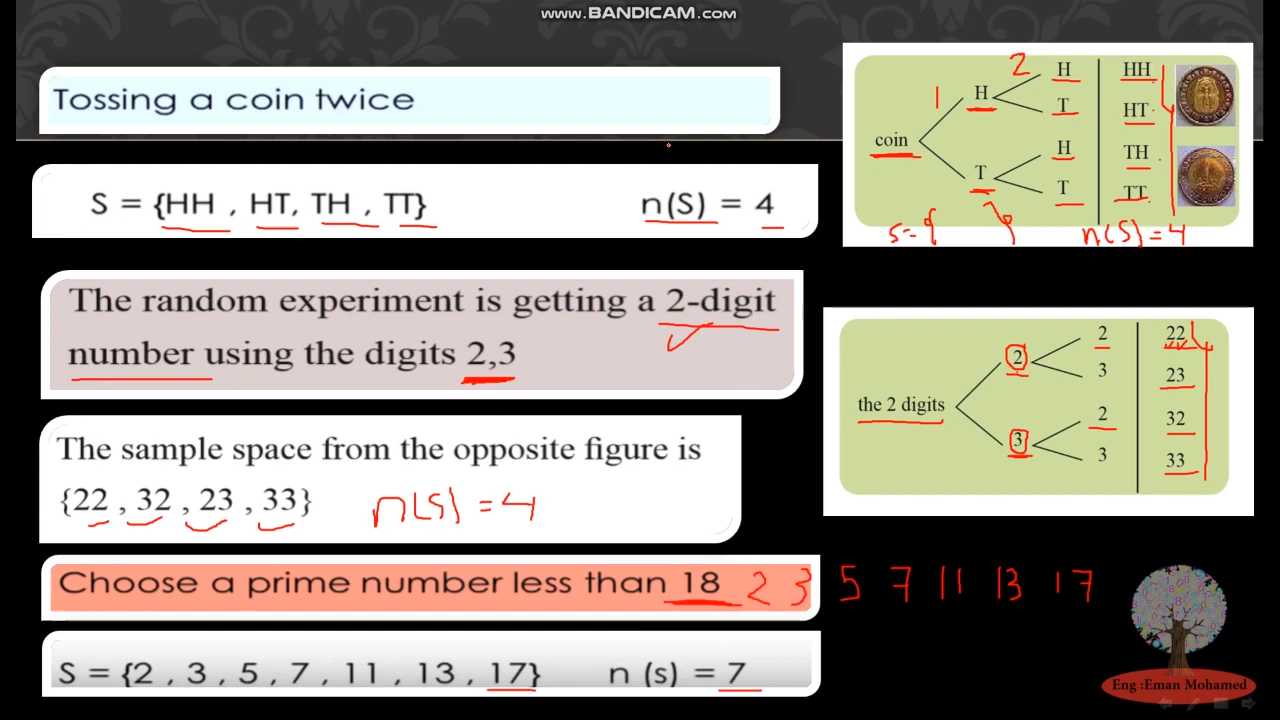 www.BANDICAM.com
Tossing a coin twice
S = {HH , HT, TH , TT} n(S) = 4
The random experiment is getting a 2-digit
number using the digits 2,3
The sample space from the opposite figure is
{22 , 32 , 23 , 33} n(S) = 4
Choose a prime number less than 18 2 3 5 7 11 13 17
S = {2 , 3 , 5 , 7 , 11 , 13 , 17} n (s) = 7
2 H HH
1 H
T HT
coin
H TH
T
T TT
S = { } n(S) = 4
2 22
2
3 23
the 2 digits
2 32
3
3 33
Eng :Eman Mohamed